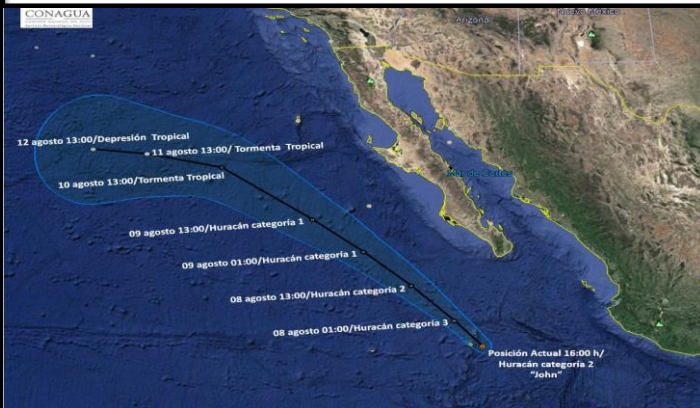 CONAGUA
Nuevo México
Arizona
12 agosto 13:00/Depresión Tropical
11 agosto 13:00/ Tormenta Tropical
10 agosto 13:00/Tormenta Tropical
Mar de Cortés
09 agosto 13:00/Huracán categoría 1
09 agosto 01:00/Huracán categoría 1
08 agosto 13:00/Huracán categoría 2
08 agosto 01:00/Huracán categoría 3
Posición Actual 16:00 h/
Huracán categoría 2
"John"